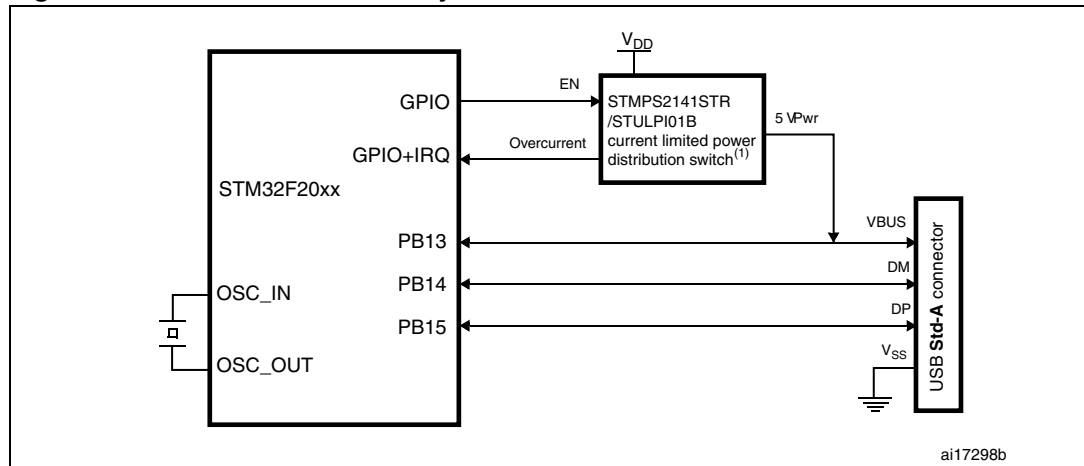 V_DD
EN
GPIO
STMPS2141STR
/STULPI01B
current limited power
distribution switch(1)
5 VPwr
Overcurrent
GPIO+IRQ
STM32F20xx
VBUS
PB13
DM
PB14
OSC_IN
DP
PB15
V_SS
OSC_OUT
USB Std-A connector
ai17298b